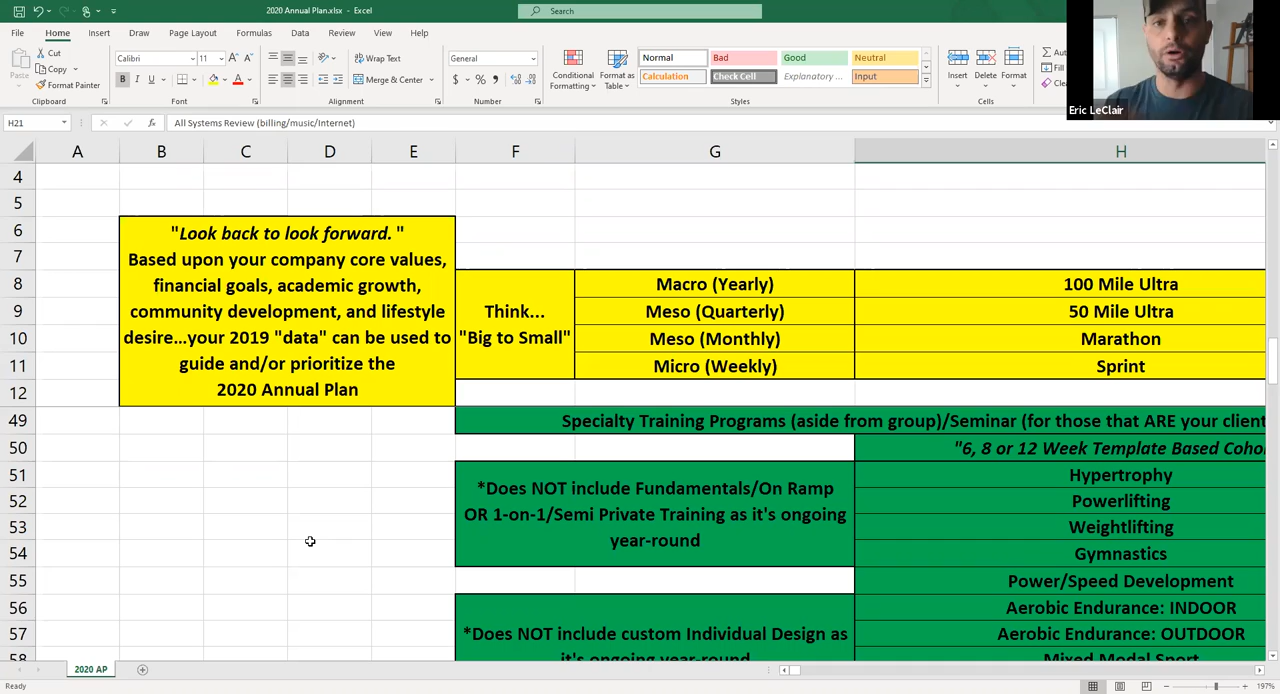 2020 Annual Plan.xlsx - Excel
Search
File Home Insert Draw Page Layout Formulas Data Review View Help
Cut
Copy
Format Painter
Paste
Clipboard
Calibri 11
B I U
Font
Wrap Text
Merge & Center
Alignment
General
$ % 9
Number
Conditional Formatting
Format as Table
Normal Bad Good Neutral
Calculation Check Cell Explanatory ... Input
Styles
Insert Delete Format
Cells
Eric LeClair
H21
fx All Systems Review (billing/music/Internet)
A B C D E F G H
4
5
6
7
8
9
10
11
12
49
50
51
52
53
54
55
56
57
58
"Look back to look forward. "
Based upon your company core values,
financial goals, academic growth,
community development, and lifestyle
desire...your 2019 "data" can be used to
guide and/or prioritize the
2020 Annual Plan
Think...
"Big to Small"
Macro (Yearly) 100 Mile Ultra
Meso (Quarterly) 50 Mile Ultra
Meso (Monthly) Marathon
Micro (Weekly) Sprint
Specialty Training Programs (aside from group)/Seminar (for those that ARE your client
"6, 8 or 12 Week Template Based Coho
*Does NOT include Fundamentals/On Ramp
OR 1-on-1/Semi Private Training as it's ongoing
year-round
Hypertrophy
Powerlifting
Weightlifting
Gymnastics
Power/Speed Development
Aerobic Endurance: INDOOR
Aerobic Endurance: OUTDOOR
Mixed Modal Sport
*Does NOT include custom Individual Design as
it's ongoing year-round
2020 AP
Ready
197%